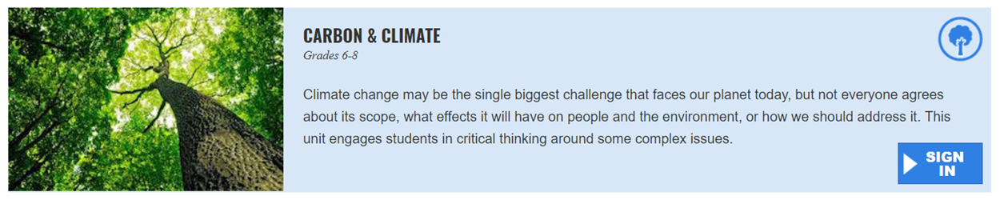 CARBON & CLIMATE
Grades 6-8
Climate change may be the single biggest challenge that faces our planet today, but not everyone agrees
about its scope, what effects it will have on people and the environment, or how we should address it. This
unit engages students in critical thinking around some complex issues.
SIGN
IN